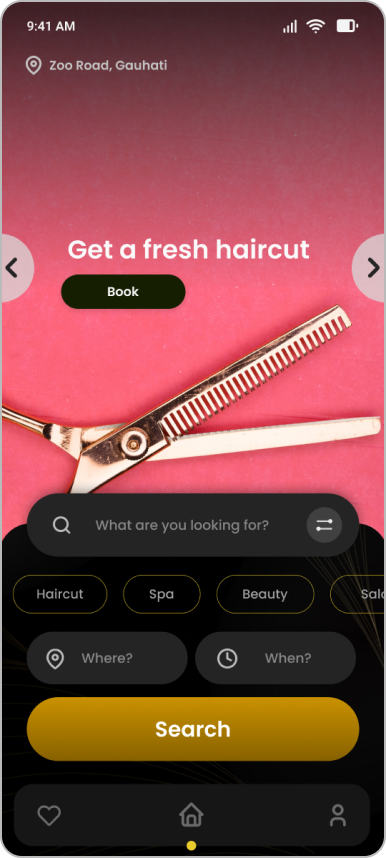 9:41 AM
Zoo Road, Gauhati
Get a fresh haircut
Book
What are you looking for?
Haircut Spa Beauty Salo
Where? When?
Search